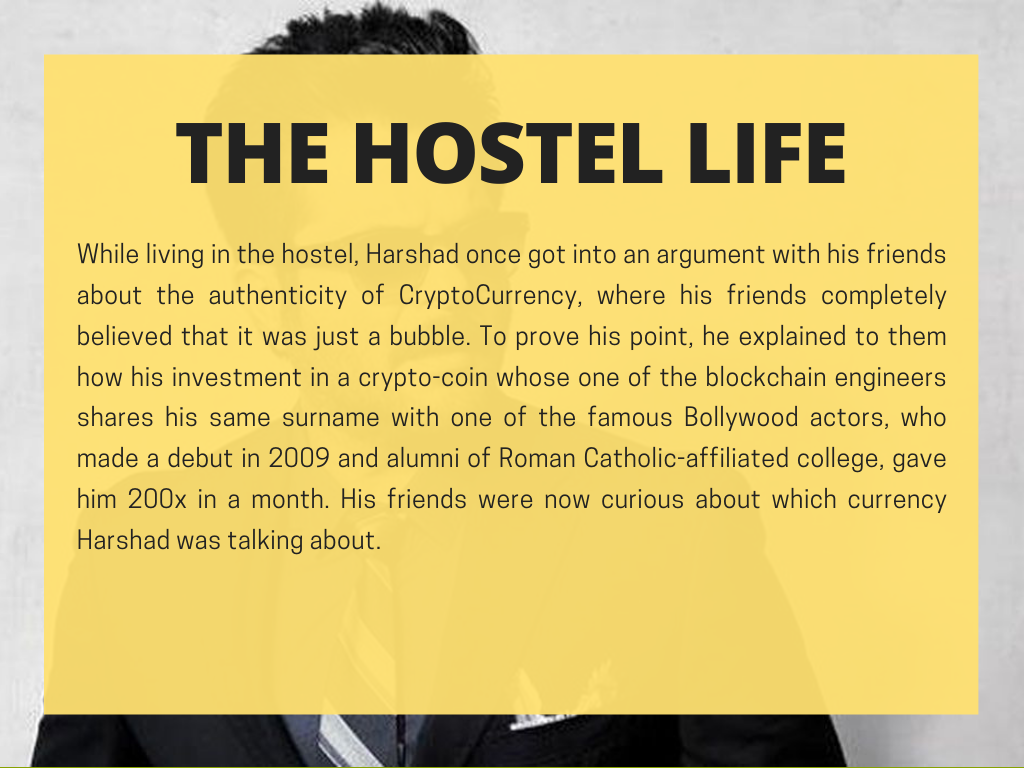 THE HOSTEL LIFE
While living in the hostel, Harshad once got into an argument with his friends
about the authenticity of CryptoCurrency, where his friends completely
believed that it was just a bubble. To prove his point, he explained to them
how his investment in a crypto-coin whose one of the blockchain engineers
shares his same surname with one of the famous Bollywood actors, who
made a debut in 2009 and alumni of Roman Catholic-affiliated college, gave
him 200x in a month. His friends were now curious about which currency
Harshad was talking about.